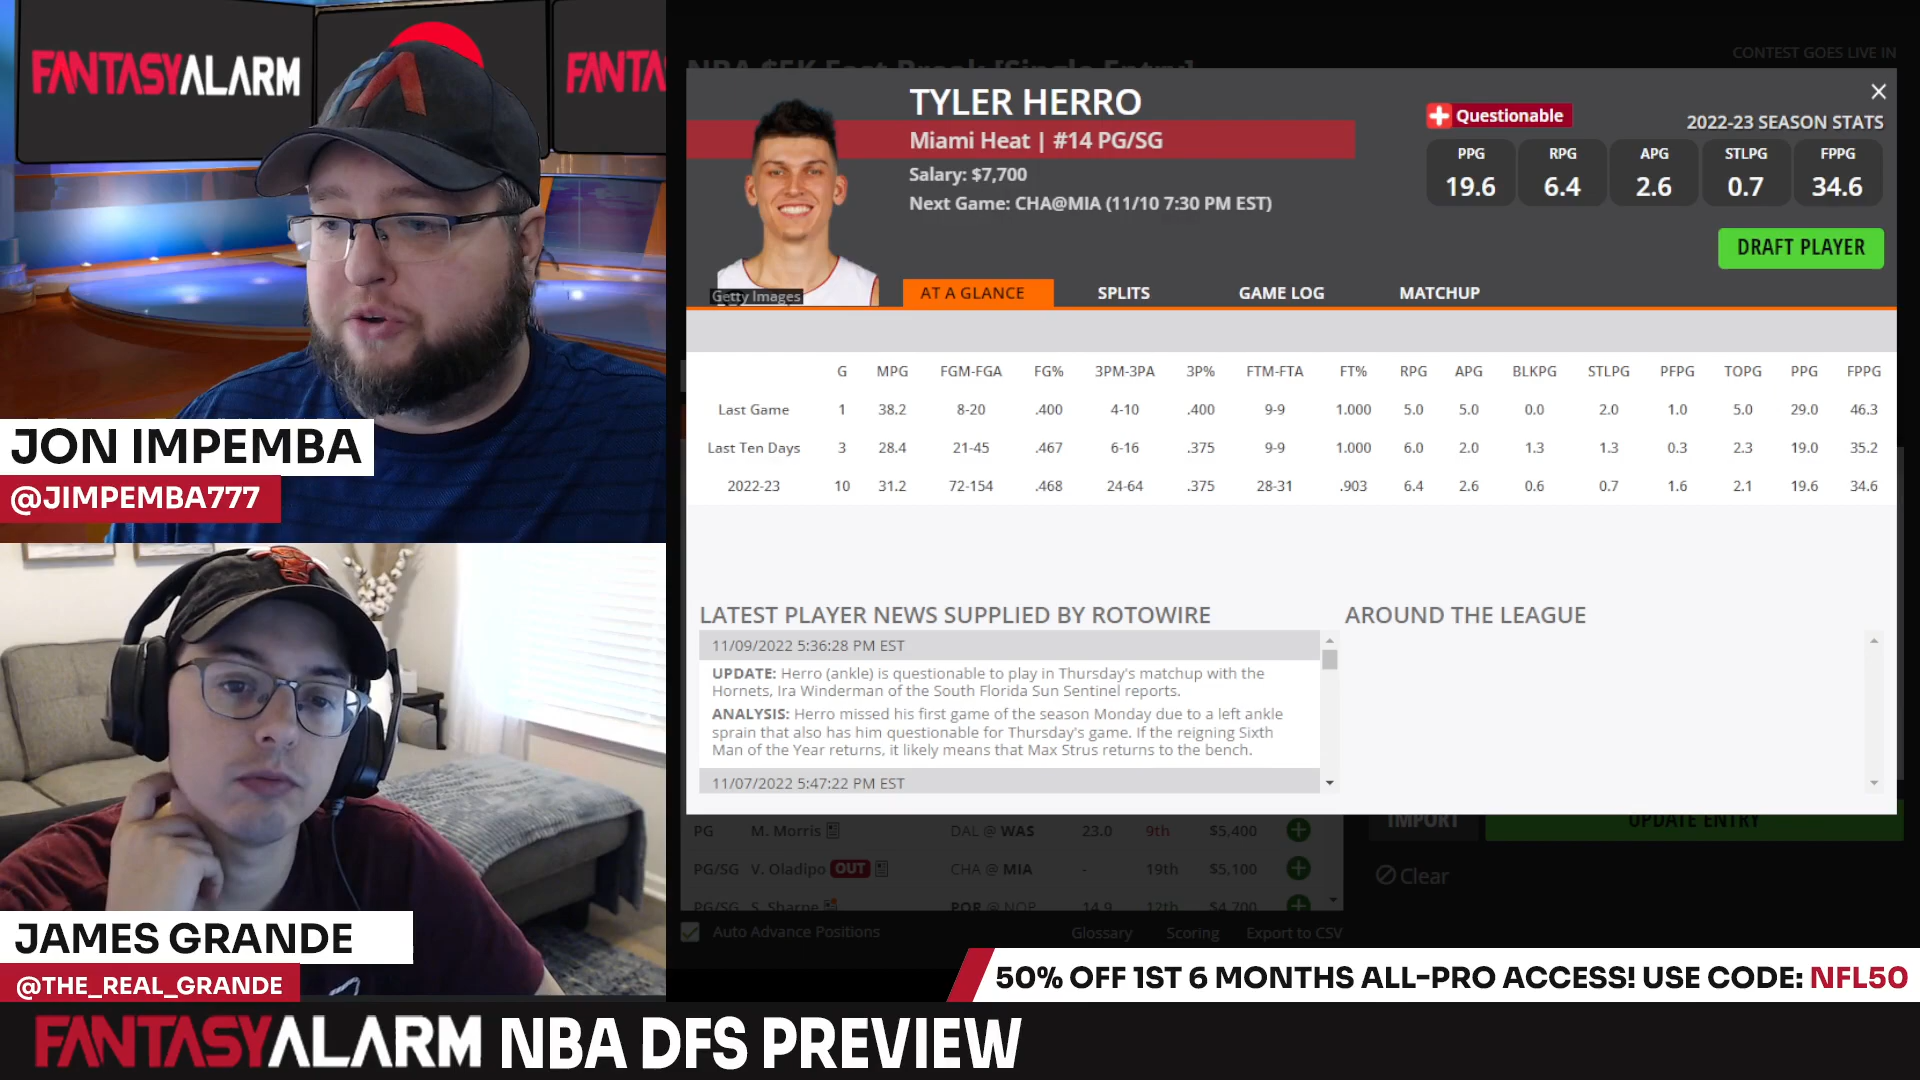 FANTASYALARM
FANTA
JON IMPEMBA
@JIMPEMBA777
JAMES GRANDE
@THE_REAL_GRANDE
CONTEST GOES LIVE IN
TYLER HERRO
Miami Heat | #14 PG/SG
Salary: $7,700
Next Game: CHA@MIA (11/10 7:30 PM EST)
Getty Images
Questionable
2022-23 SEASON STATS
PPG RPG APG STLPG FPPG
19.6 6.4 2.6 0.7 34.6
DRAFT PLAYER
AT A GLANCE SPLITS GAME LOG MATCHUP
G MPG FGM-FGA FG% 3PM-3PA 3P% FTM-FTA FT% RPG APG BLKPG STLPG PFPG TOPG PPG FPPG
Last Game 1 38.2 8-20 .400 4-10 .400 9-9 1.000 5.0 5.0 0.0 2.0 1.0 5.0 29.0 46.3
Last Ten Days 3 28.4 21-45 .467 6-16 .375 9-9 1.000 6.0 2.0 1.3 1.3 0.3 2.3 19.0 35.2
2022-23 10 31.2 72-154 .468 24-64 .375 28-31 .903 6.4 2.6 0.6 0.7 1.6 2.1 19.6 34.6
LATEST PLAYER NEWS SUPPLIED BY ROTOWIRE
11/09/2022 5:36:28 PM EST
UPDATE: Herro (ankle) is questionable to play in Thursday's matchup with the
Hornets, Ira Winderman of the South Florida Sun Sentinel reports.
ANALYSIS: Herro missed his first game of the season Monday due to a left ankle
sprain that also has him questionable for Thursday's game. If the reigning Sixth
Man of the Year returns, it likely means that Max Strus returns to the bench.
11/07/2022 5:47:22 PM EST
AROUND THE LEAGUE
IMPORT UPDATE ENTRY
PG M. Morris DAL @ WAS 23.0 9th $5,400
PG/SG V. Oladipo OUT CHA @ MIA - 19th $5,100
PG/SG S. Sharpe POR @ NOP 14.9 12th $4,700
Clear
Auto Advance Positions Glossary Scoring Export to CSV
50% OFF 1ST 6 MONTHS ALL-PRO ACCESS! USE CODE: NFL50
FANTASYALARM NBA DFS PREVIEW